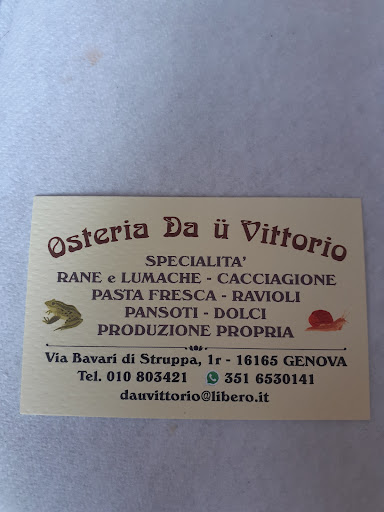 Osteria Da ü Vittorio
SPECIALITA'
RANE e LUMACHE - CACCIAGIONE
PASTA FRESCA - RAVIOLI
PANSOTI - DOLCI
PRODUZIONE PROPRIA
Via Bavari di Struppa, 1r - 16165 GENOVA
Tel. 010 803421 351 6530141
dauvittorio@libero.it